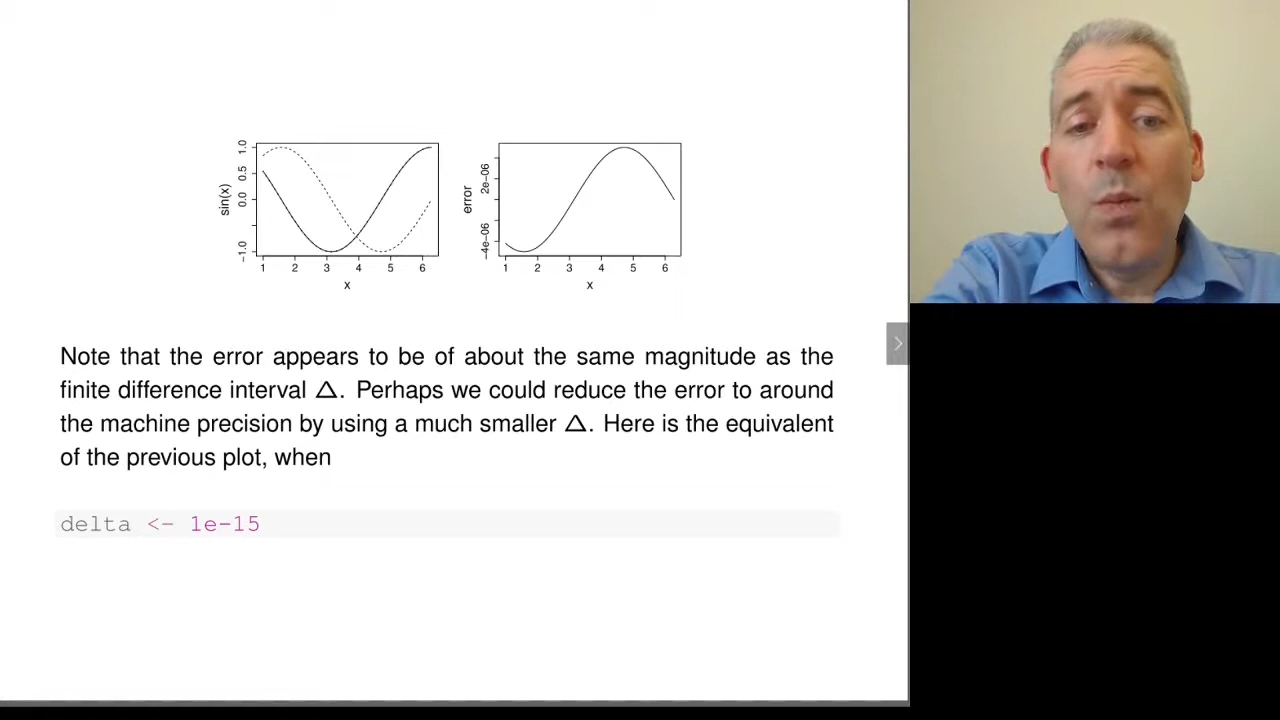 1.0
0.5
0.0
−1.0
sin(x)
1 2 3 4 5 6
x
2e−06
−4e−06
error
1 2 3 4 5 6
x
Note that the error appears to be of about the same magnitude as the
finite difference interval Δ. Perhaps we could reduce the error to around
the machine precision by using a much smaller Δ. Here is the equivalent
of the previous plot, when
delta <- 1e-15